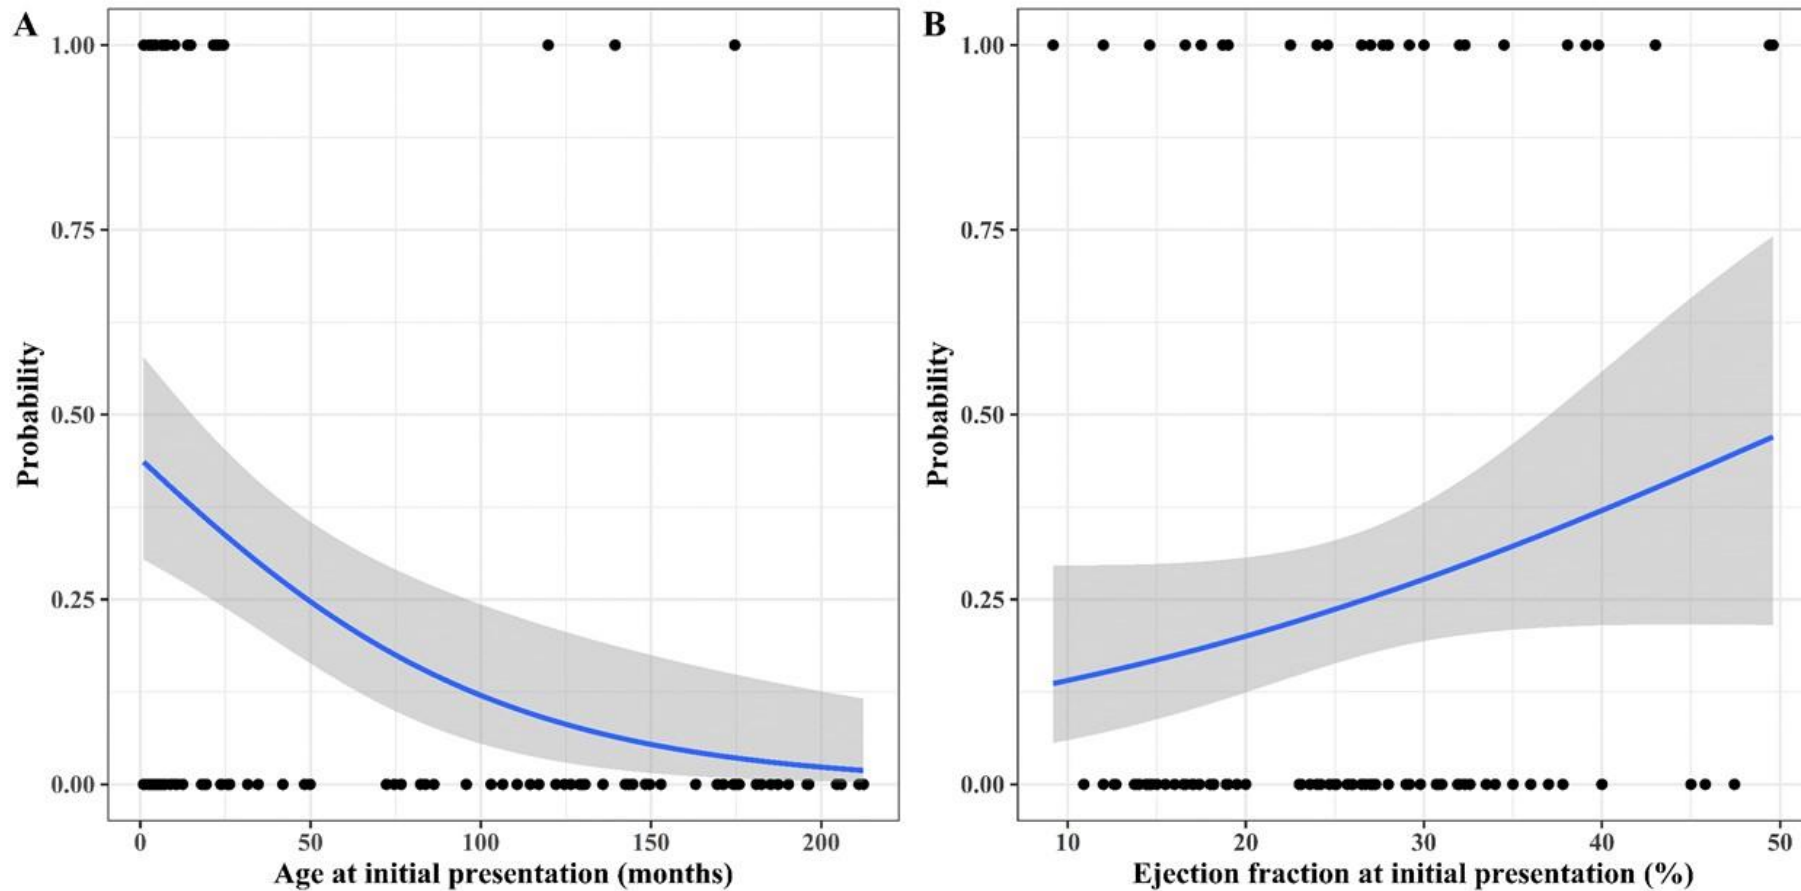 A
1.00
0.75
0.50
0.25
0.00
Probability
0 50 100 150 200
Age at initial presentation (months)
B
1.00
0.75
0.50
0.25
0.00
Probability
10 20 30 40 50
Ejection fraction at initial presentation (%)